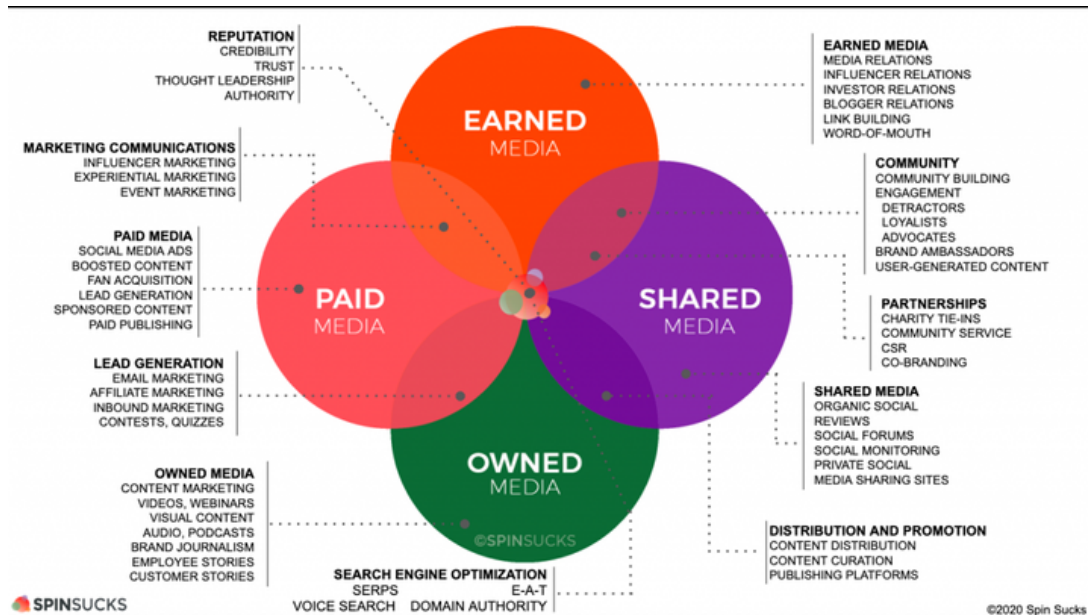 REPUTATION
CREDIBILITY
TRUST
THOUGHT LEADERSHIP
AUTHORITY
MARKETING COMMUNICATIONS
INFLUENCER MARKETING
EXPERIENTIAL MARKETING
EVENT MARKETING
PAID MEDIA
SOCIAL MEDIA ADS
BOOSTED CONTENT
FAN ACQUISITION
LEAD GENERATION
SPONSORED CONTENT
PAID PUBLISHING
LEAD GENERATION
EMAIL MARKETING
AFFILIATE MARKETING
INBOUND MARKETING
CONTESTS, QUIZZES
OWNED MEDIA
CONTENT MARKETING
VIDEOS, WEBINARS
VISUAL CONTENT
AUDIO, PODCASTS
BRAND JOURNALISM
EMPLOYEE STORIES
CUSTOMER STORIES
EARNED
MEDIA
PAID
MEDIA
SHARED
MEDIA
OWNED
MEDIA
©SPINSUCKS
SEARCH ENGINE OPTIMIZATION
SERPS E-A-T
VOICE SEARCH DOMAIN AUTHORITY
EARNED MEDIA
MEDIA RELATIONS
INFLUENCER RELATIONS
INVESTOR RELATIONS
BLOGGER RELATIONS
LINK BUILDING
WORD-OF-MOUTH
COMMUNITY
COMMUNITY BUILDING
ENGAGEMENT
DETRACTORS
LOYALISTS
ADVOCATES
BRAND AMBASSADORS
USER-GENERATED CONTENT
PARTNERSHIPS
CHARITY TIE-INS
COMMUNITY SERVICE
CSR
CO-BRANDING
SHARED MEDIA
ORGANIC SOCIAL
REVIEWS
SOCIAL FORUMS
SOCIAL MONITORING
PRIVATE SOCIAL
MEDIA SHARING SITES
DISTRIBUTION AND PROMOTION
CONTENT DISTRIBUTION
CONTENT CURATION
PUBLISHING PLATFORMS
SPINSUCKS
©2020 Spin Sucks